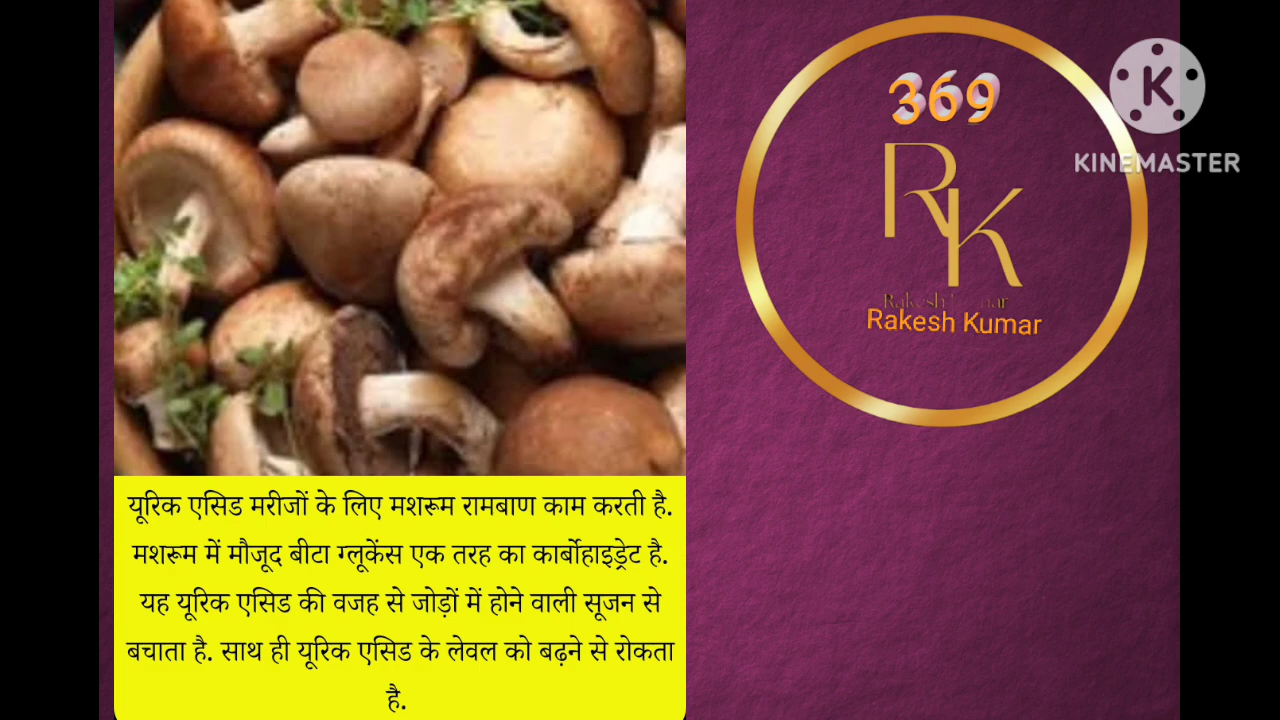 यूरिक एसिड मरीजों के लिए मशरूम रामबाण काम करती है.
मशरूम में मौजूद बीटा ग्लूकेंस एक तरह का कार्बोहाइड्रेट है.
यह यूरिक एसिड की वजह से जोड़ों में होने वाली सूजन से
बचाता है. साथ ही यूरिक एसिड के लेवल को बढ़ने से रोकता
है.
369
RK
Rakesh Kumar
K
KINEMASTER